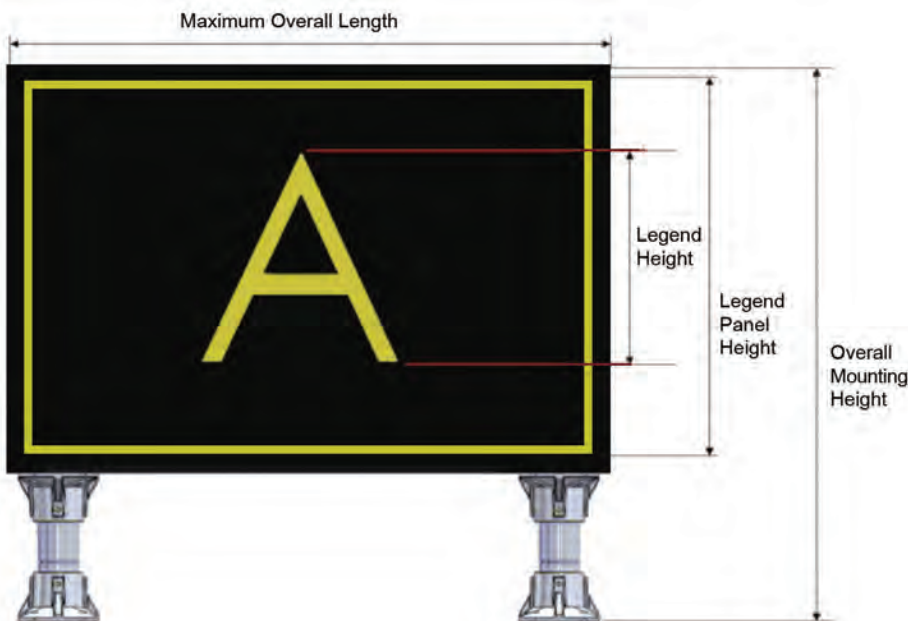 Maximum Overall Length
A
Legend
Height
Legend
Panel
Height
Overall
Mounting
Height